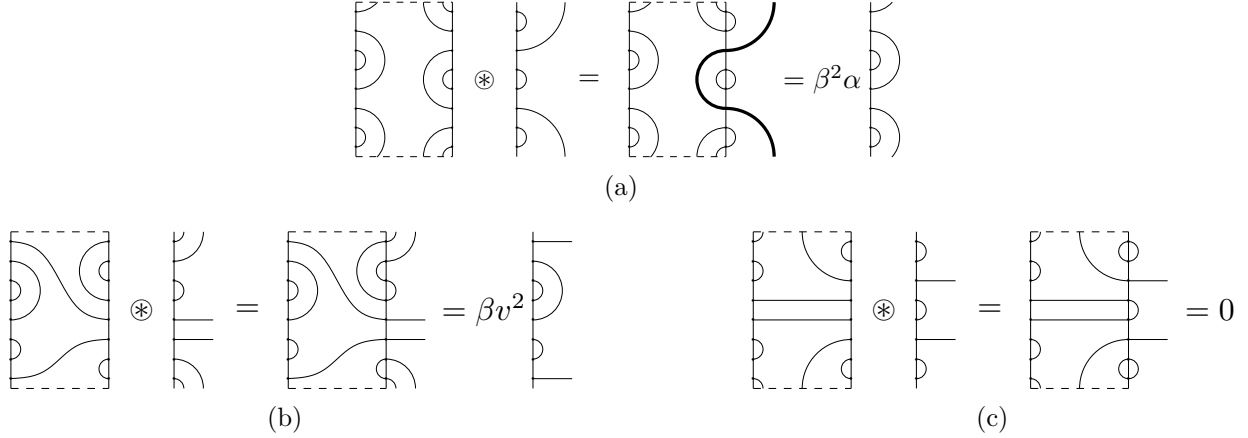 ⊛ = = β²α
(a)
⊛ = = βv²
(b)
⊛ = = 0
(c)